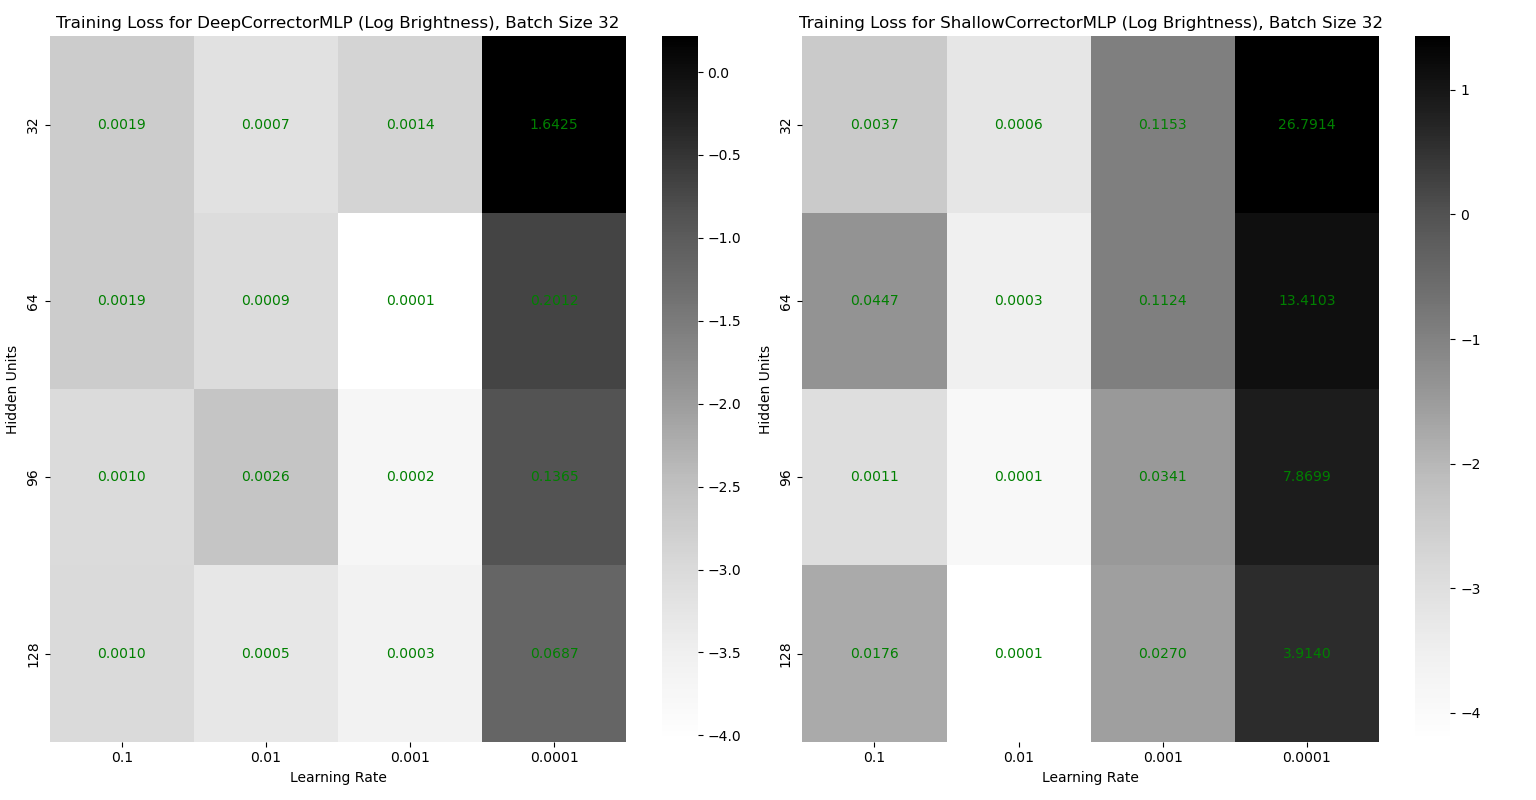 Training Loss for DeepCorrectorMLP (Log Brightness), Batch Size 32
Hidden Units
32
0.0019 0.0007 0.0014 1.6425
64
0.0019 0.0009 0.0001
96
0.0010 0.0026 0.0002 0.1365
128
0.0010 0.0005 0.0003 0.0687
0.1 0.01 0.001 0.0001
Learning Rate
0.0
−0.5
−1.0
−1.5
−2.0
−2.5
−3.0
−3.5
−4.0
Training Loss for ShallowCorrectorMLP (Log Brightness), Batch Size 32
Hidden Units
32
0.0037 0.0006 0.1153 26.7914
64
0.0447 0.0003 0.1124 13.4103
96
0.0011 0.0001 0.0341 7.8699
128
0.0176 0.0001 0.0270 3.9140
0.1 0.01 0.001 0.0001
Learning Rate
1
0
−1
−2
−3
−4